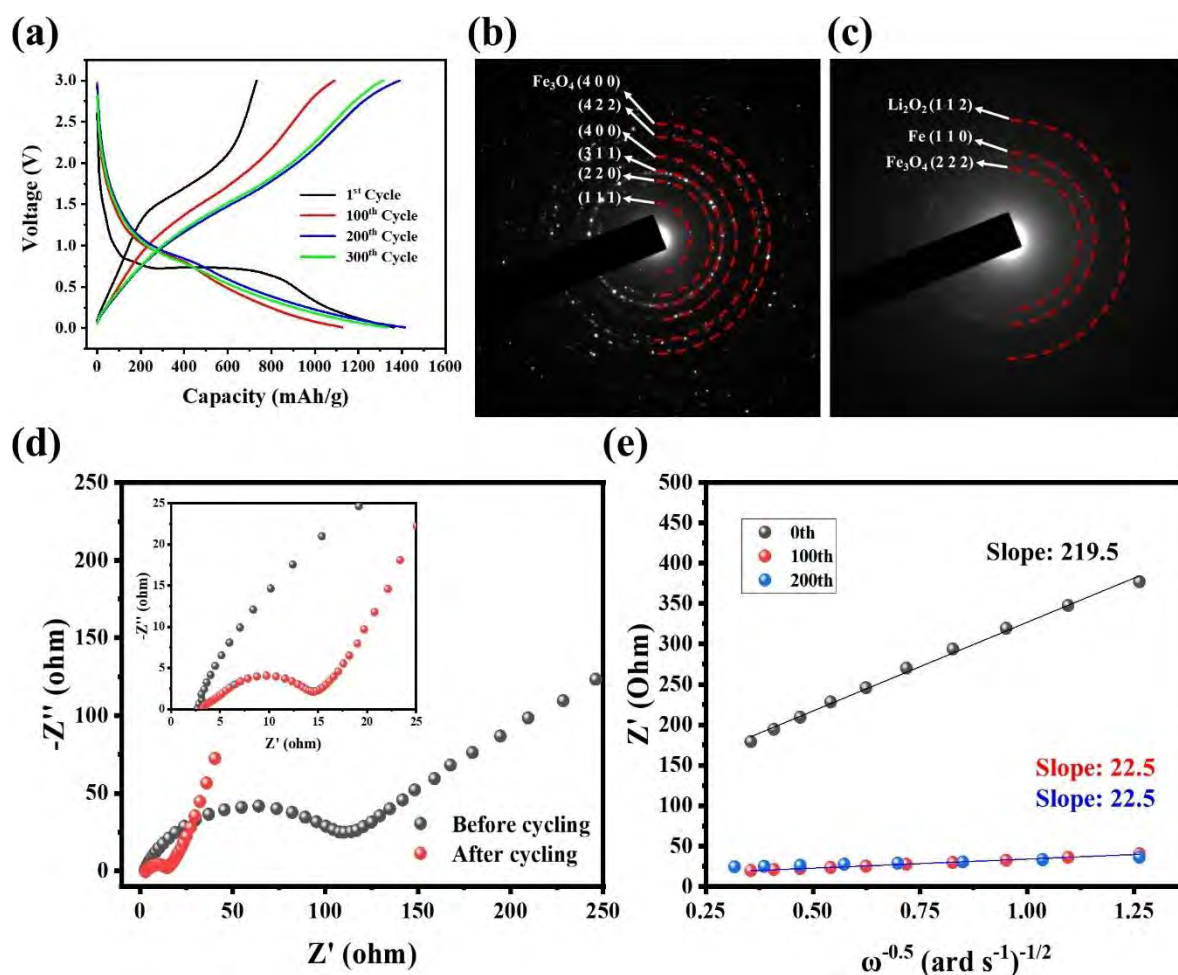 (a)
3.0
2.5
2.0
1.5
1.0
0.5
0.0
Voltage (V)
1st Cycle
100th Cycle
200th Cycle
300th Cycle
0 200 400 600 800 1000 1200 1400 1600
Capacity (mAh/g)
(b)
Fe₃O₄ (4 0 0)
(4 2 2)
(4 0 0)
(3 1 1)
(2 2 0)
(1 1 1)
(c)
Li₂O₂ (1 1 2)
Fe (1 1 0)
Fe₃O₄ (2 2 2)
(d)
250
200
150
100
50
0
-Z'' (ohm)
25
20
15
10
5
0
-Z'' (ohm)
0 5 10 15 20 25
Z' (ohm)
Before cycling
After cycling
0 50 100 150 200 250
Z' (ohm)
(e)
500
450
400
350
300
250
200
150
100
50
0
Z' (Ohm)
0th
100th
200th
Slope: 219.5
Slope: 22.5
Slope: 22.5
0.25 0.50 0.75 1.00 1.25
ω⁻⁰·⁵ (ard s⁻¹)⁻¹/²